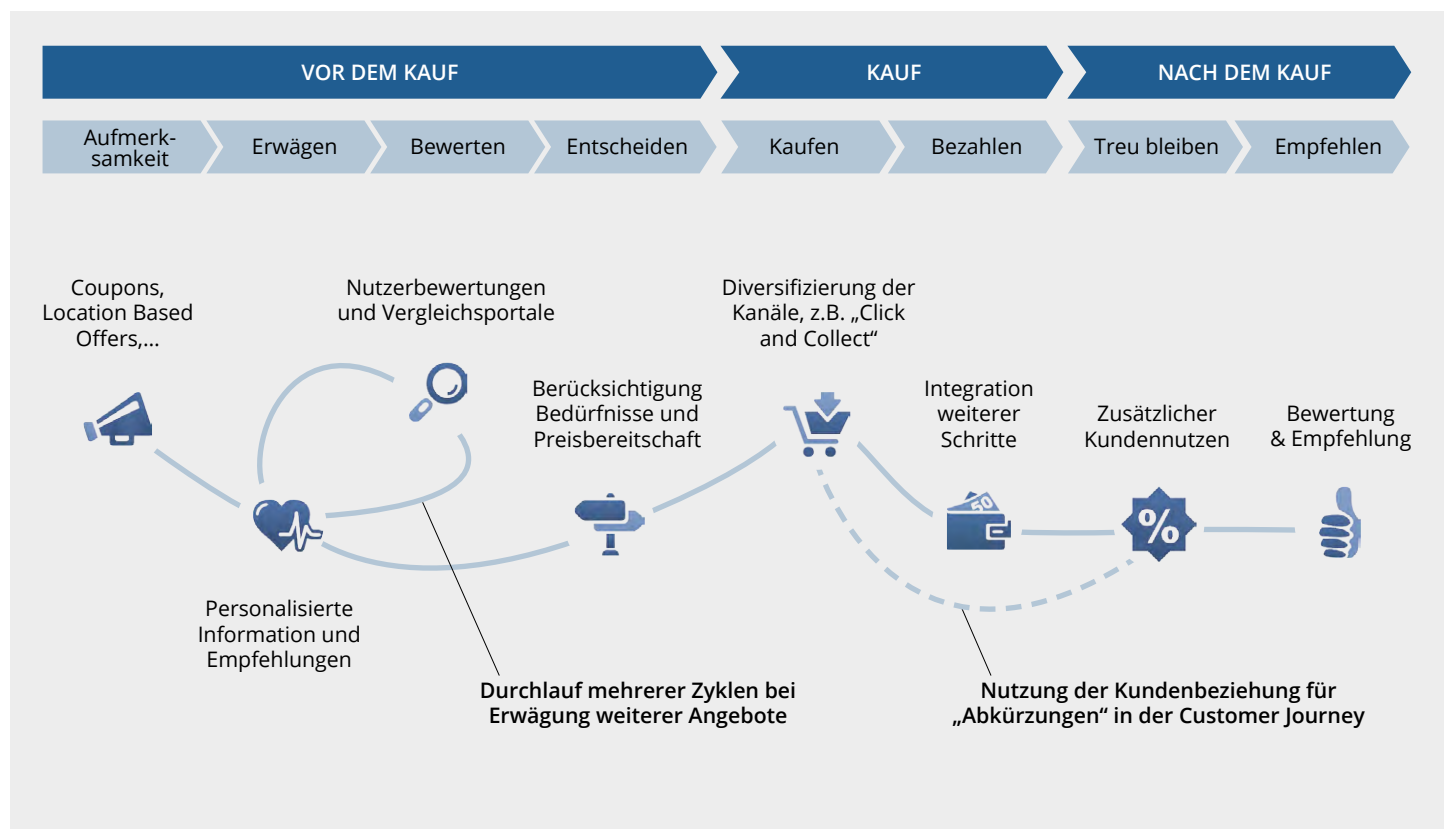 VOR DEM KAUF
KAUF
NACH DEM KAUF
Aufmerk-
samkeit
Erwägen
Bewerten
Entscheiden
Kaufen
Bezahlen
Treu bleiben
Empfehlen
Coupons,
Location Based
Offers,...
Nutzerbewertungen
und Vergleichsportale
Diversifizierung der
Kanäle, z.B. „Click
and Collect“
Berücksichtigung
Bedürfnisse und
Preisbereitschaft
Integration
weiterer
Schritte
Zusätzlicher
Kundennutzen
Bewertung
& Empfehlung
50
%
Personalisierte
Information und
Empfehlungen
Durchlauf mehrerer Zyklen bei
Erwägung weiterer Angebote
Nutzung der Kundenbeziehung für
„Abkürzungen“ in der Customer Journey